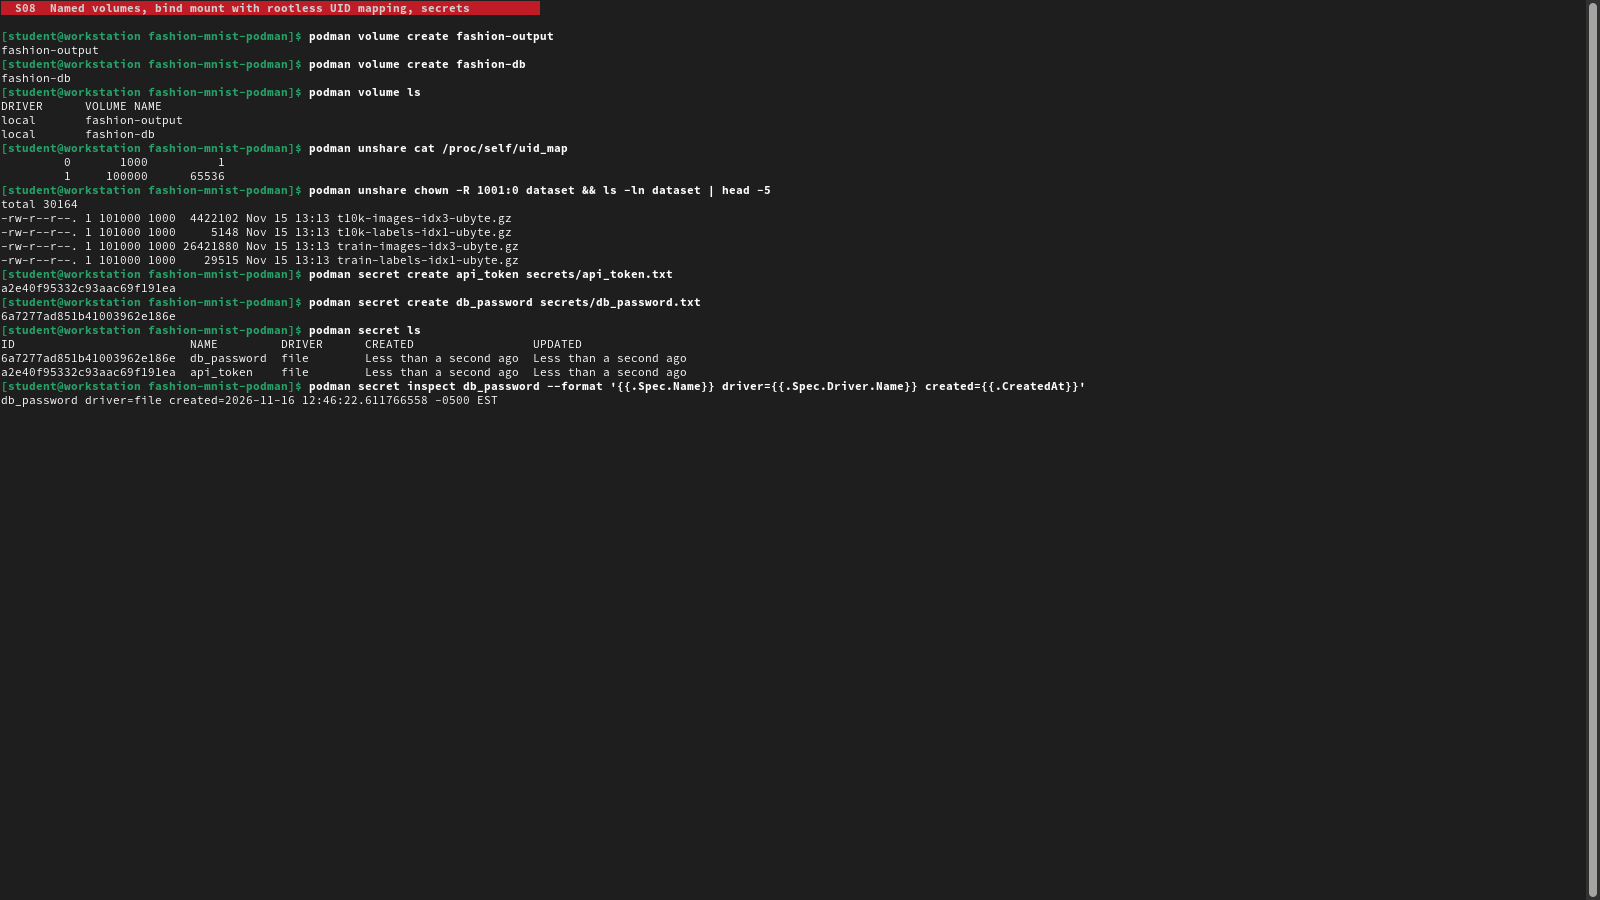 S08  Named volumes, bind mount with rootless UID mapping, secrets
[student@workstation fashion-mnist-podman]$ podman volume create fashion-output
fashion-output
[student@workstation fashion-mnist-podman]$ podman volume create fashion-db
fashion-db
[student@workstation fashion-mnist-podman]$ podman volume ls
DRIVER      VOLUME NAME
local       fashion-output
local       fashion-db
[student@workstation fashion-mnist-podman]$ podman unshare cat /proc/self/uid_map
         0       1000          1
         1     100000      65536
[student@workstation fashion-mnist-podman]$ podman unshare chown -R 1001:0 dataset && ls -ln dataset | head -5
total 30164
-rw-r--r--. 1 101000 1000  4422102 Nov 15 13:13 t10k-images-idx3-ubyte.gz
-rw-r--r--. 1 101000 1000     5148 Nov 15 13:13 t10k-labels-idx1-ubyte.gz
-rw-r--r--. 1 101000 1000 26421880 Nov 15 13:13 train-images-idx3-ubyte.gz
-rw-r--r--. 1 101000 1000    29515 Nov 15 13:13 train-labels-idx1-ubyte.gz
[student@workstation fashion-mnist-podman]$ podman secret create api_token secrets/api_token.txt
a2e40f95332c93aac69f191ea
[student@workstation fashion-mnist-podman]$ podman secret create db_password secrets/db_password.txt
6a7277ad851b41003962e186e
[student@workstation fashion-mnist-podman]$ podman secret ls
ID                         NAME         DRIVER      CREATED                 UPDATED
6a7277ad851b41003962e186e  db_password  file        Less than a second ago  Less than a second ago
a2e40f95332c93aac69f191ea  api_token    file        Less than a second ago  Less than a second ago
[student@workstation fashion-mnist-podman]$ podman secret inspect db_password --format '{{.Spec.Name}} driver={{.Spec.Driver.Name}} created={{.CreatedAt}}'
db_password driver=file created=2026-11-16 12:46:22.611766558 -0500 EST